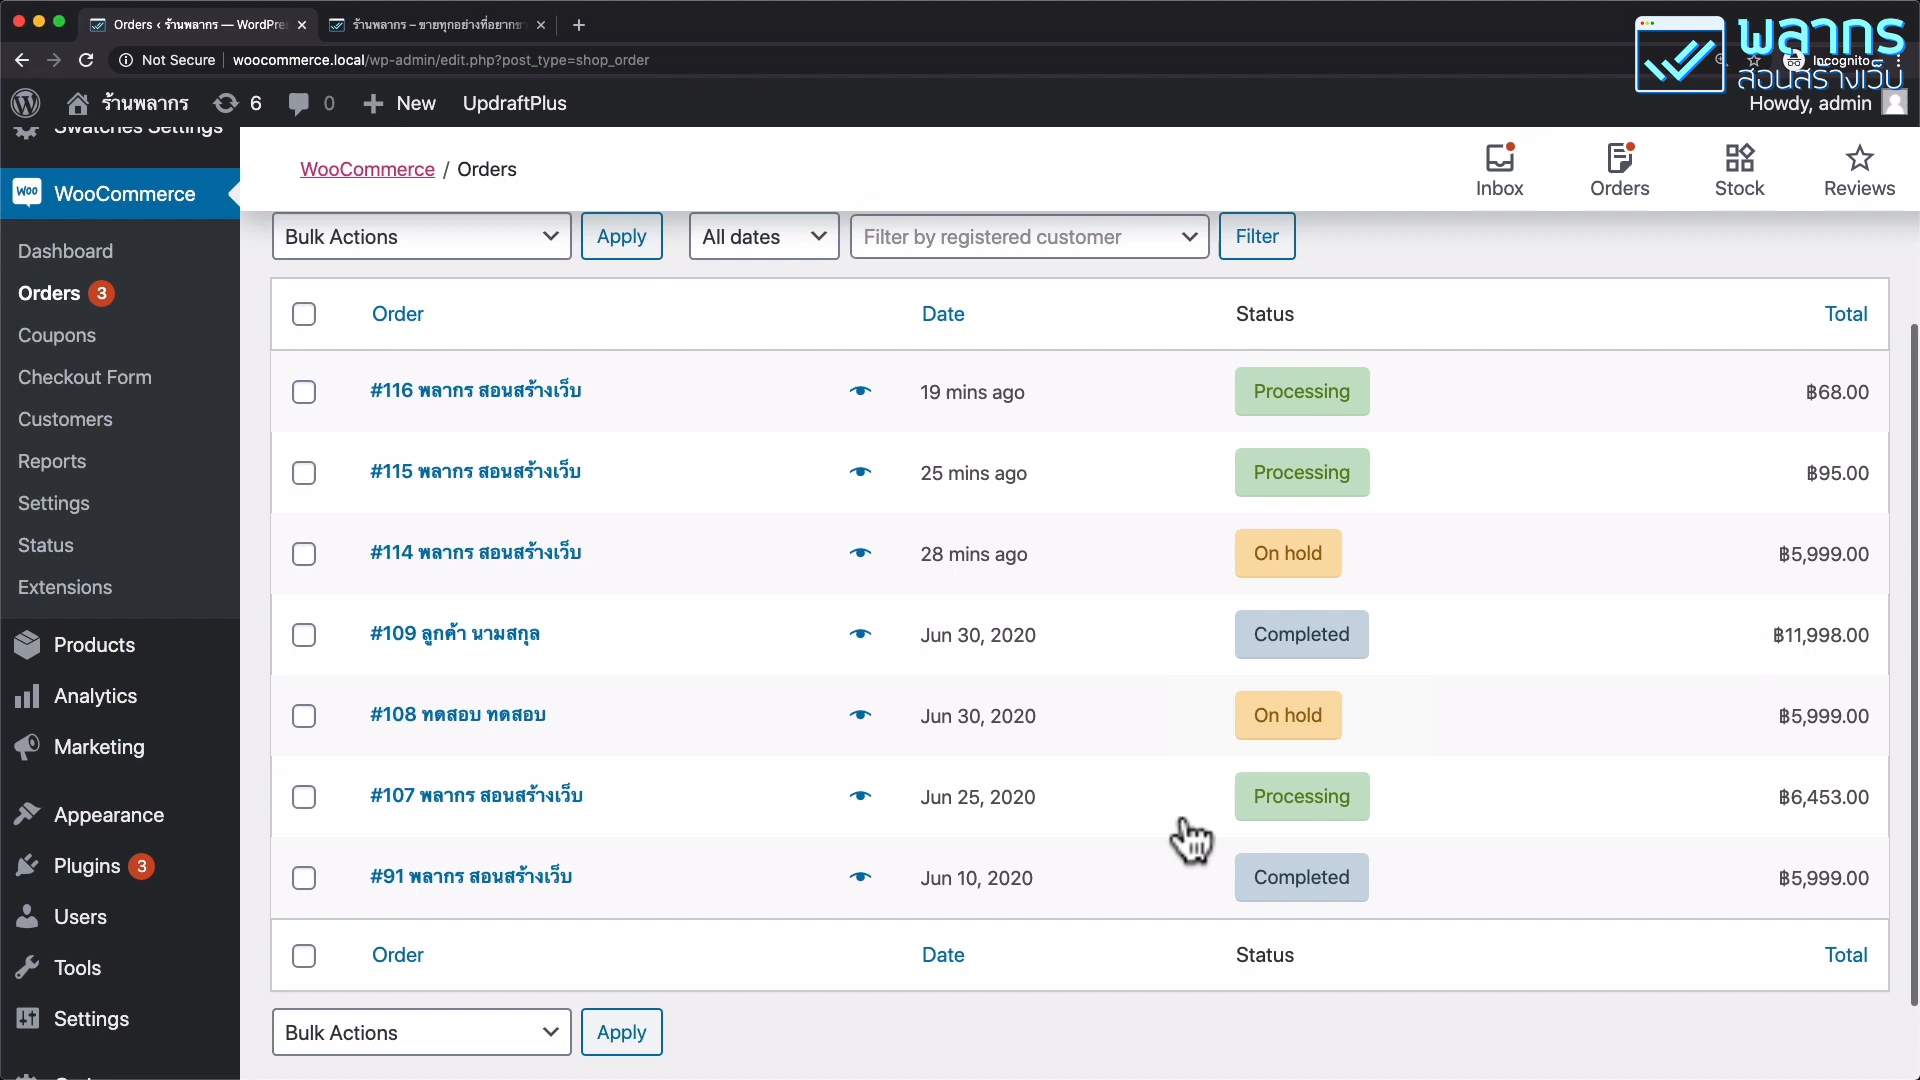 Orders ‹ ร้านพลากร — WordPre
ร้านพลากร – ขายทุกอย่างที่อยากขา
Not Secure
woocommerce.local/wp-admin/edit.php?post_type=shop_order
Incognito
พลากร
สอนสร้างเว็บ
ร้านพลากร
6
0
New
UpdraftPlus
Howdy, admin
Swatches Settings
WooCommerce
Dashboard
Orders 3
Coupons
Checkout Form
Customers
Reports
Settings
Status
Extensions
Products
Analytics
Marketing
Appearance
Plugins 3
Users
Tools
Settings
WooCommerce / Orders
Inbox
Orders
Stock
Reviews
Bulk Actions
Apply
All dates
Filter by registered customer
Filter
Order Date Status Total
#116 พลากร สอนสร้างเว็บ 19 mins ago Processing ฿68.00
#115 พลากร สอนสร้างเว็บ 25 mins ago Processing ฿95.00
#114 พลากร สอนสร้างเว็บ 28 mins ago On hold ฿5,999.00
#109 ลูกค้า นามสกุล Jun 30, 2020 Completed ฿11,998.00
#108 ทดสอบ ทดสอบ Jun 30, 2020 On hold ฿5,999.00
#107 พลากร สอนสร้างเว็บ Jun 25, 2020 Processing ฿6,453.00
#91 พลากร สอนสร้างเว็บ Jun 10, 2020 Completed ฿5,999.00
Order Date Status Total
Bulk Actions
Apply